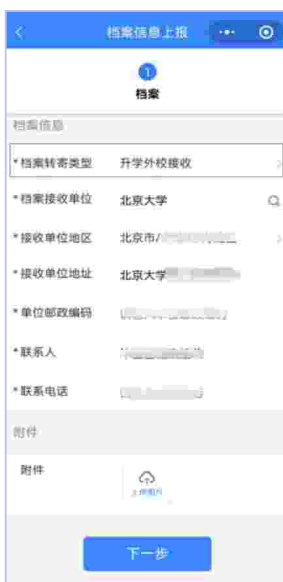 档案信息上报
1
档案
档案信息
*档案转寄类型 升学外校接收
*档案接收单位 北京大学
*接收单位地区 北京市/
*接收单位地址 北京大学
*单位邮政编码
*联系人
*联系电话
附件
附件
上传图片
下一步